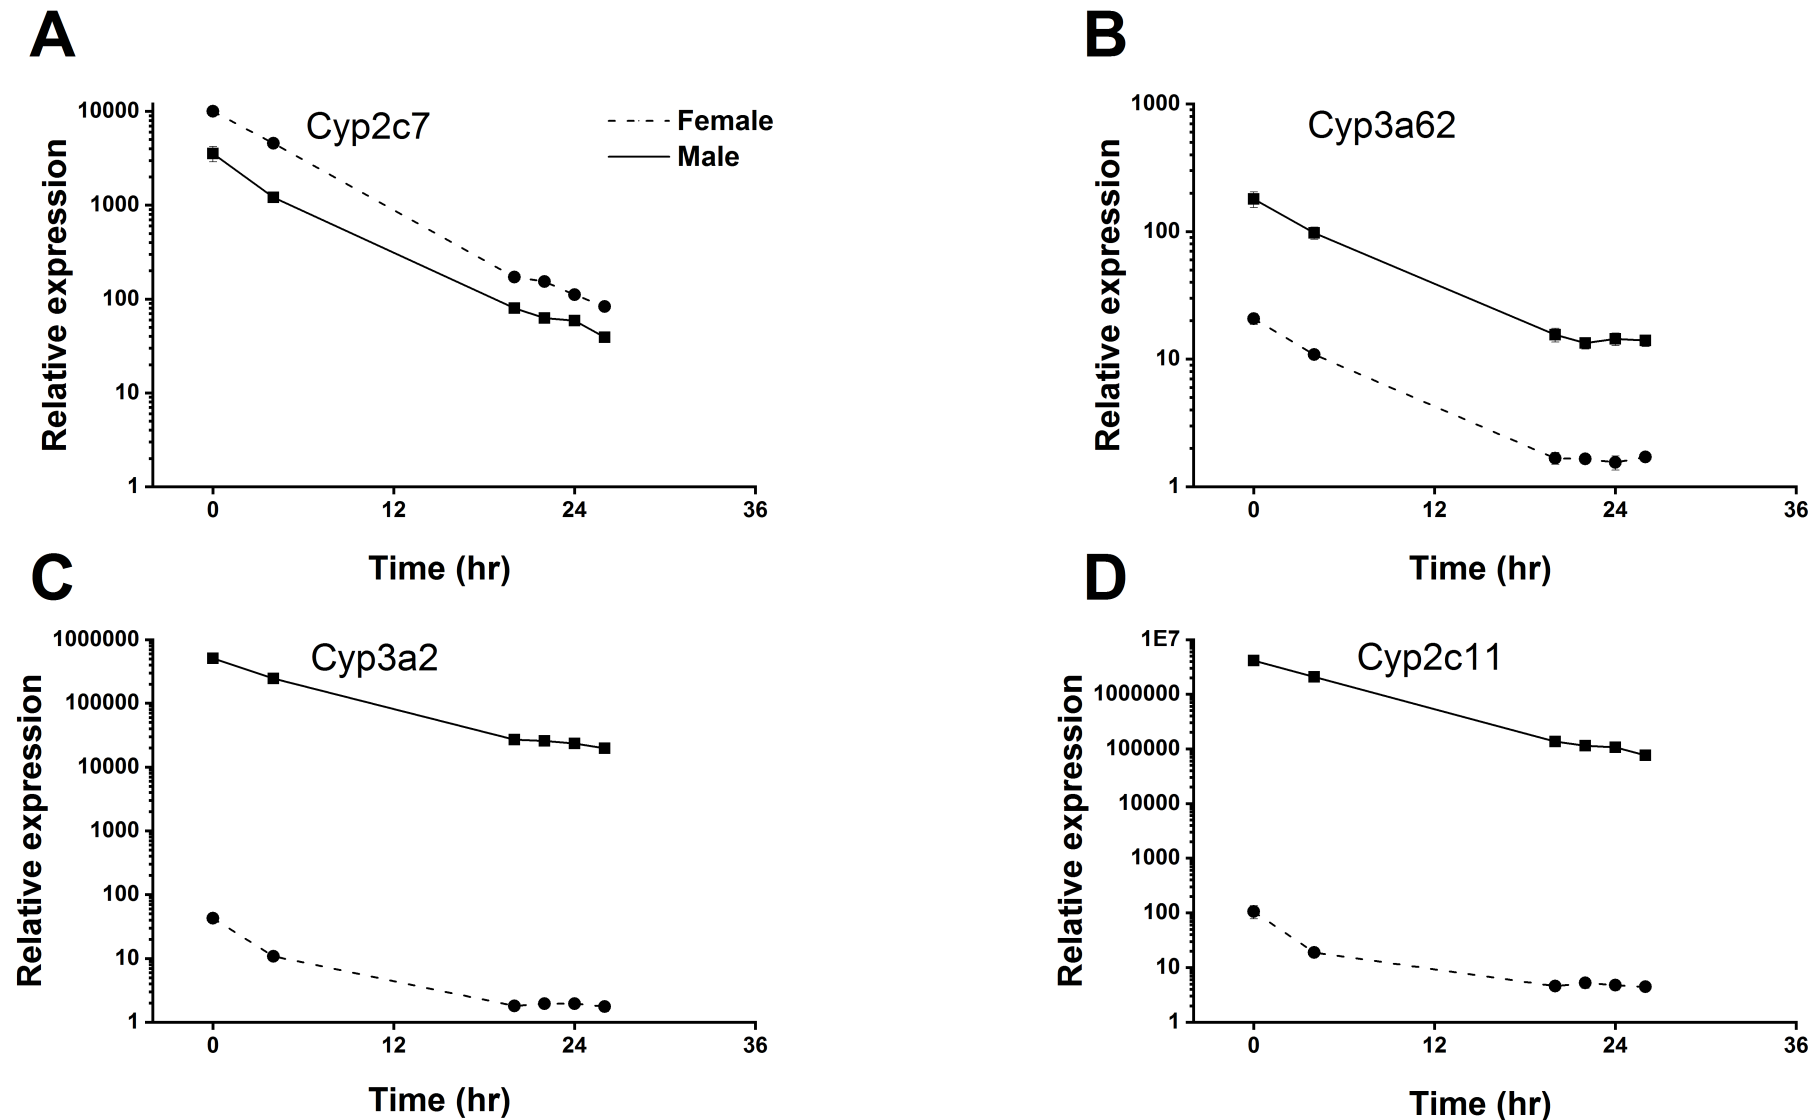 A
Cyp2c7
Female
Male
Relative expression
10000
1000
100
10
1
0
12
24
36
Time (hr)
B
Cyp3a62
Relative expression
1000
100
10
1
0
12
24
36
Time (hr)
C
Cyp3a2
Relative expression
1000000
100000
10000
1000
100
10
1
0
12
24
36
Time (hr)
D
Cyp2c11
Relative expression
1E7
1000000
100000
10000
1000
100
10
1
0
12
24
36
Time (hr)